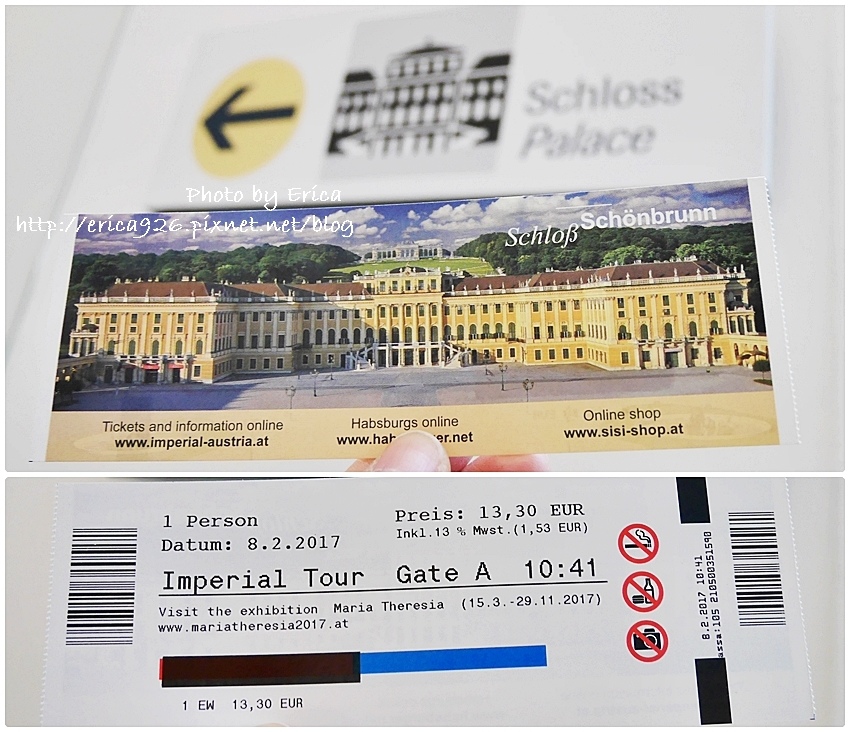 Schloss
Palace
Photo by Erica
http://erica926.pixnet.net/blog
Schloß Schönbrunn
Tickets and information online
www.imperial-austria.at
Habsburgs online
Online shop
www.sisi-shop.at
1 Person
Preis: 13,30 EUR
Inkl.13 % Mwst.(1,53 EUR)
Datum: 8.2.2017
Imperial Tour Gate A 10:41
Visit the exhibition Maria Theresia (15.3.-29.11.2017)
www.mariatheresia2017.at
1 EW 13,30 EUR
8.2.2017 10:41
assa:105 210500351590